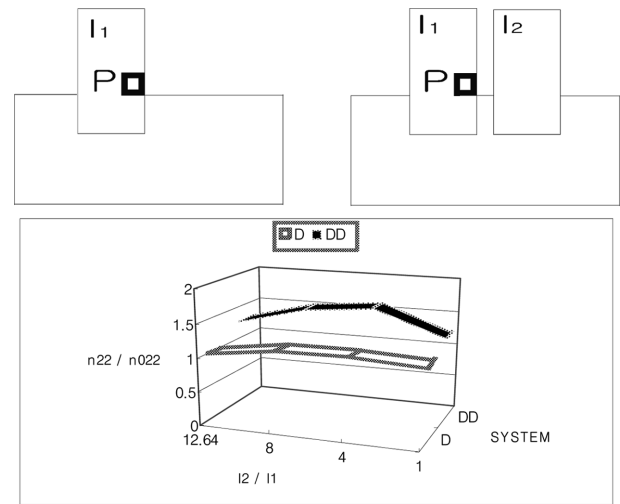 I1
P
I1
I2
P
D DD
2
1.5
1
0.5
0
n22 / n022
12.64
8
4
1
I2 / I1
D
DD
SYSTEM